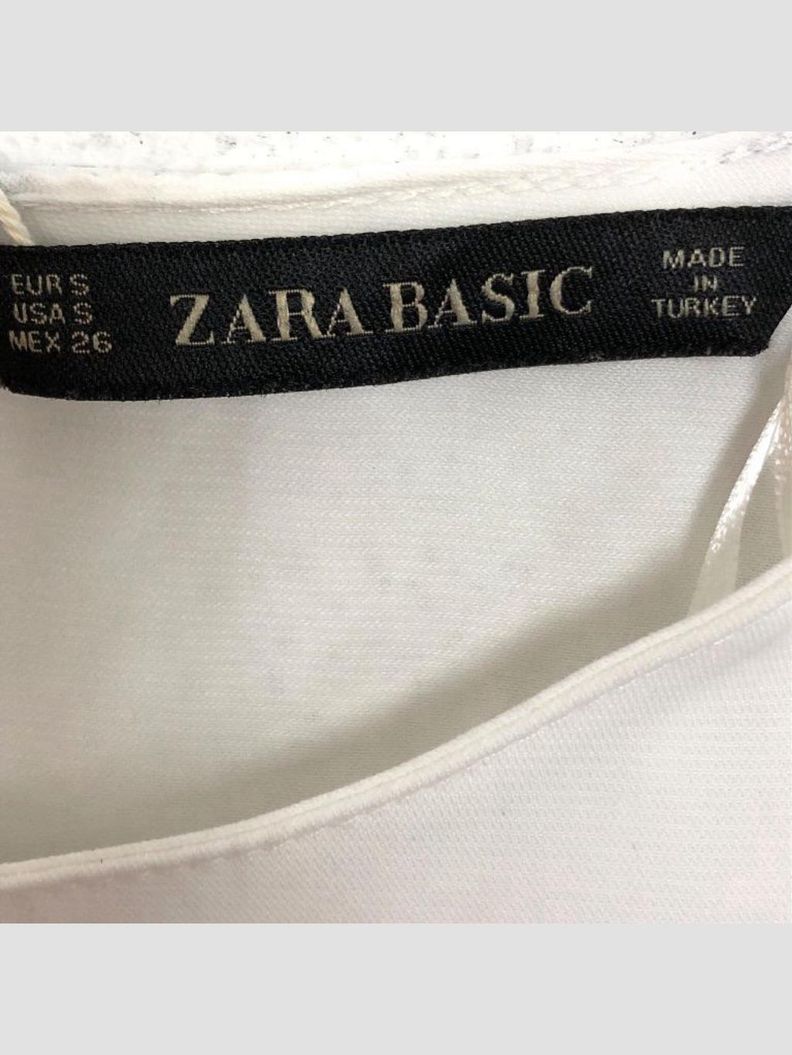 EUR S
USA S
MEX 26
ZARA BASIC
MADE
IN
TURKEY